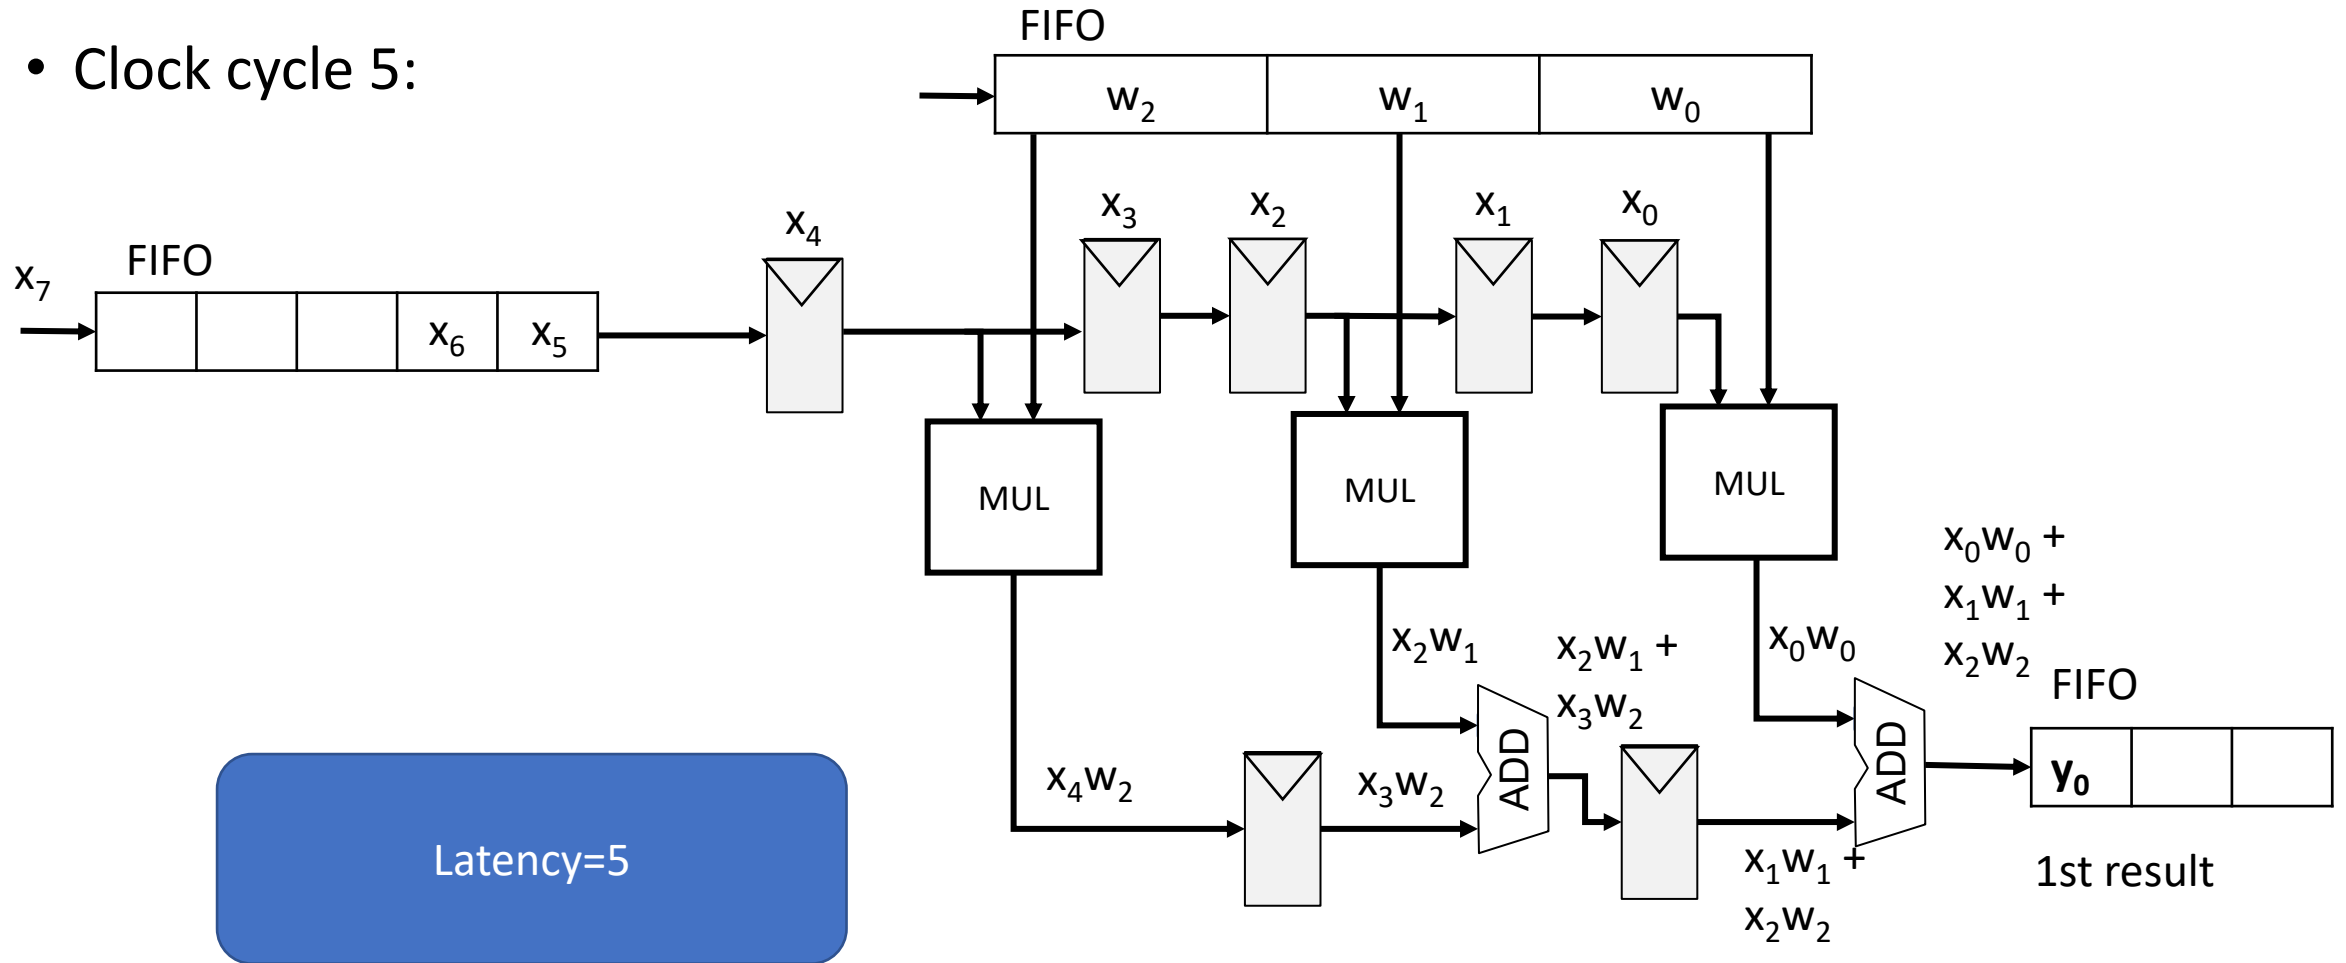 • Clock cycle 5:
FIFO
w₂ w₁ w₀
x₄ x₃ x₂ x₁ x₀
FIFO
x₇
x₆ x₅
MUL MUL MUL
x₀w₀ +
x₁w₁ +
x₂w₂
x₂w₁
x₂w₁ +
x₃w₂
x₀w₀
FIFO
x₄w₂
x₃w₂
ADD
ADD
y₀
Latency=5
x₁w₁ +
x₂w₂
1st result